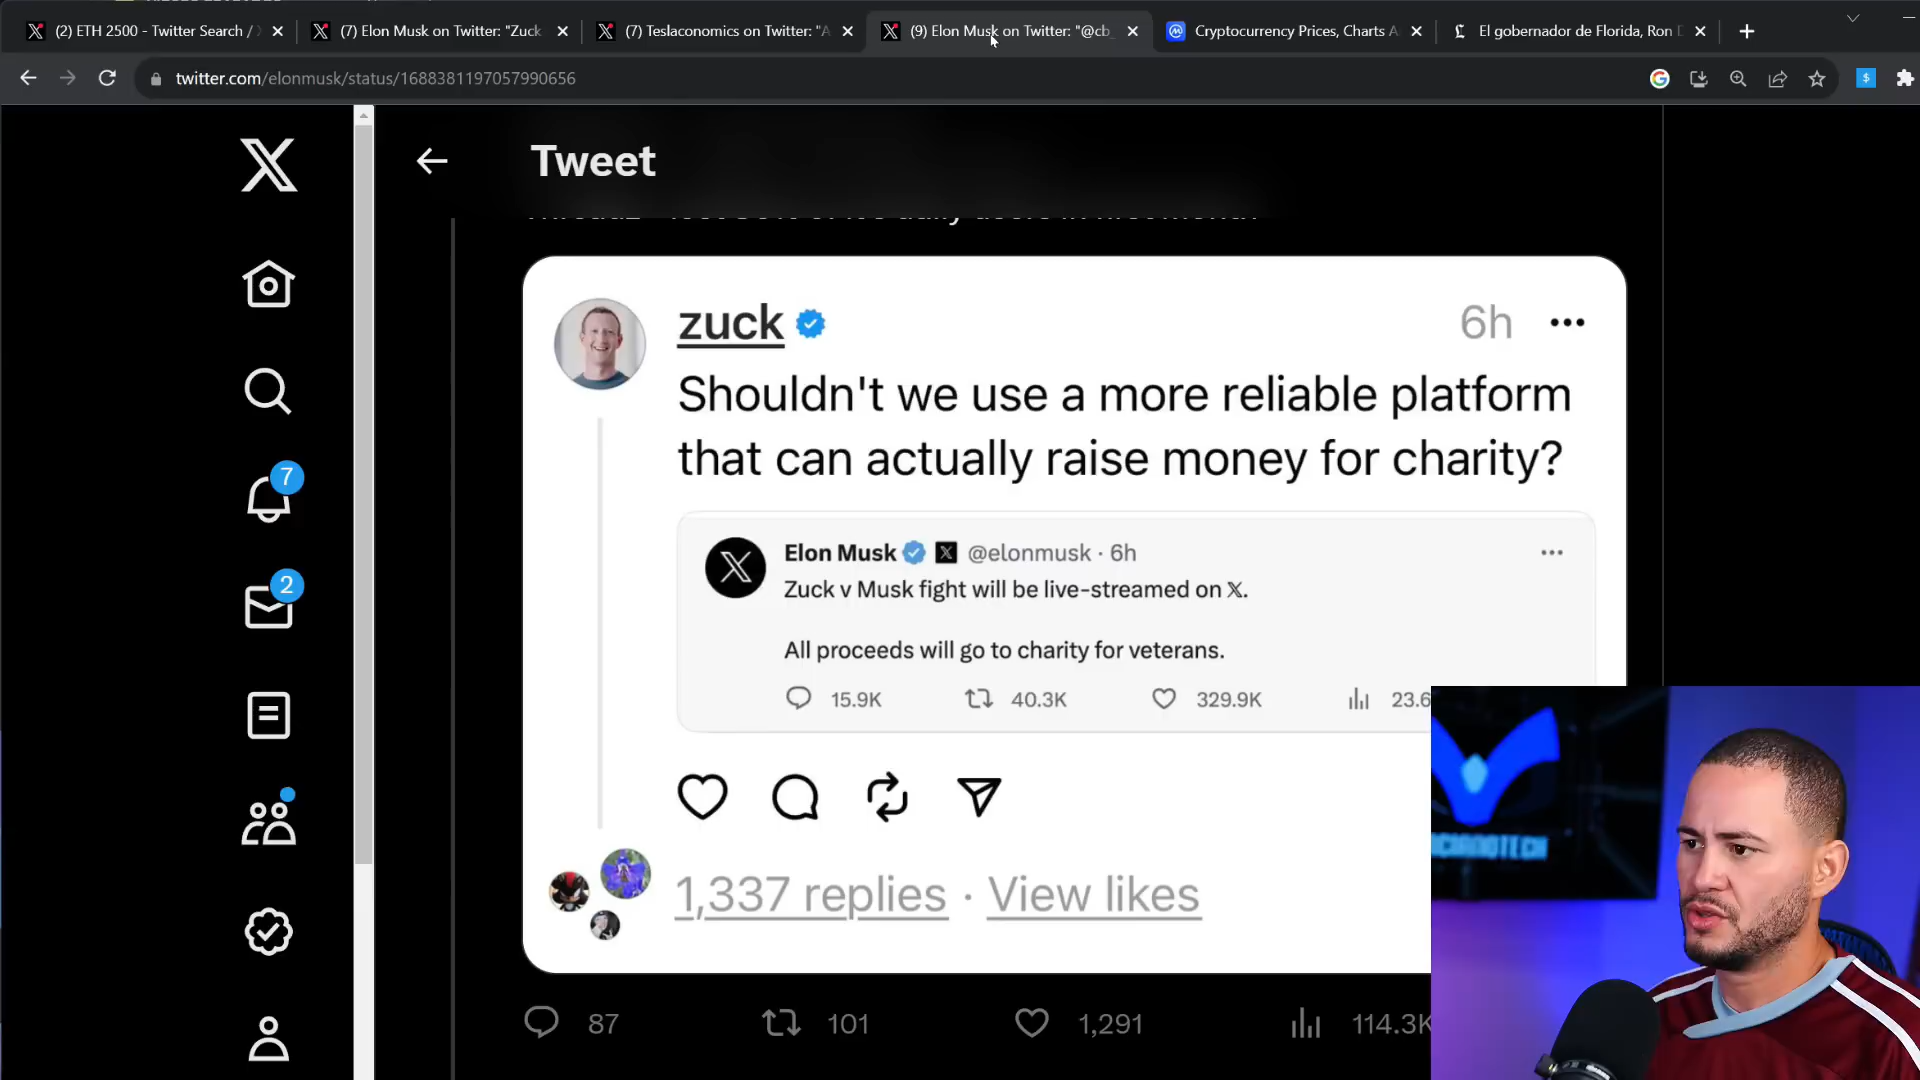 (2) ETH 2500 - Twitter Search /
(7) Elon Musk on Twitter: "Zuck
(7) Teslaconomics on Twitter: "A
(9) Elon Musk on Twitter: "@cb_
Cryptocurrency Prices, Charts A
El gobernador de Florida, Ron D
twitter.com/elonmusk/status/1688381197057990656
Tweet
zuck
6h
Shouldn't we use a more reliable platform
that can actually raise money for charity?
Elon Musk @elonmusk · 6h
Zuck v Musk fight will be live-streamed on 𝕏.
All proceeds will go to charity for veterans.
15.9K 40.3K 329.9K 23.6
1,337 replies · View likes
87 101 1,291 114.3K
7
2